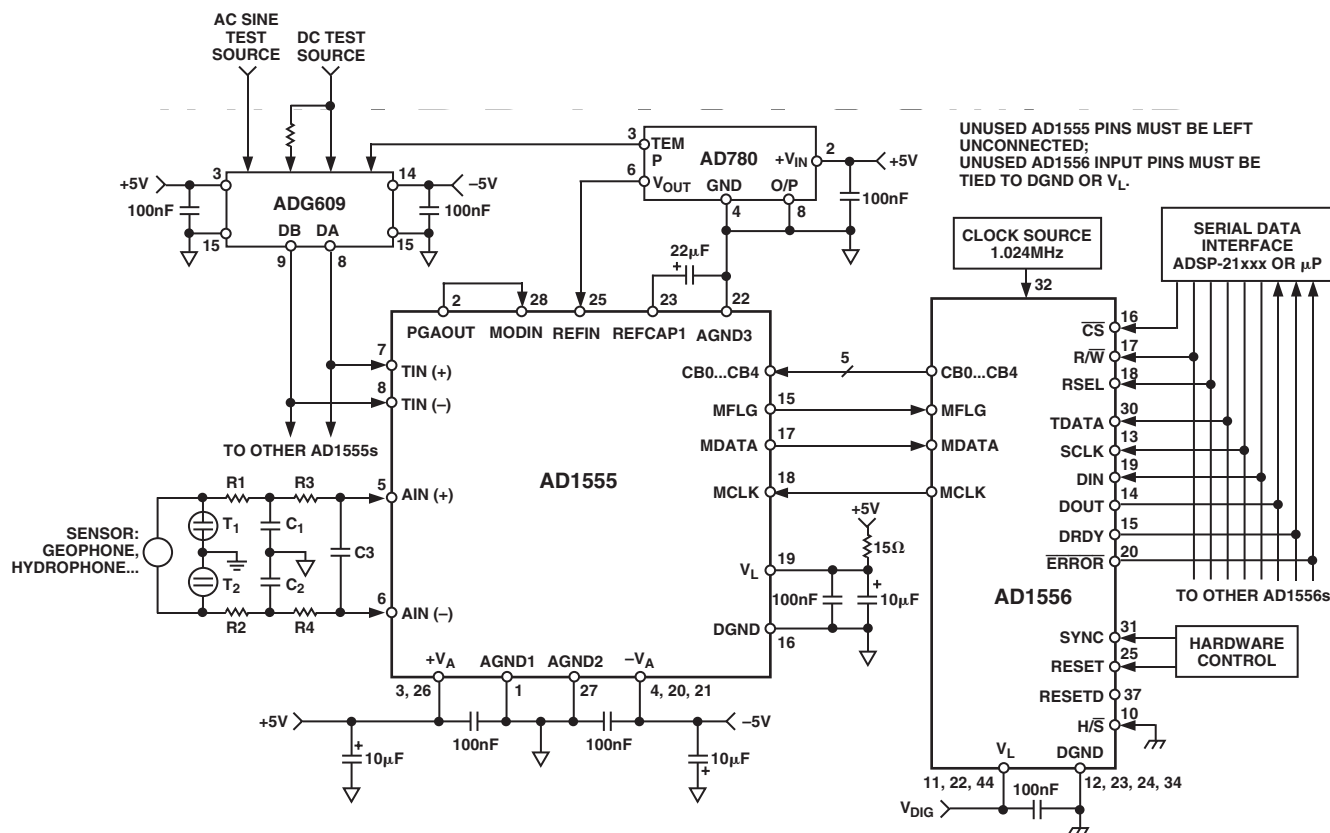 AC SINE
TEST
SOURCE
DC TEST
SOURCE
+5V
3
14
–5V
100nF
ADG609
100nF
15
DB
DA
15
9
8
3
TEM
P
AD780
+VIN
2
+5V
6
VOUT
GND
O/P
100nF
4
8
22μF
+
UNUSED AD1555 PINS MUST BE LEFT
UNCONNECTED;
UNUSED AD1556 INPUT PINS MUST BE
TIED TO DGND OR VL.
CLOCK SOURCE
1.024MHz
32
SERIAL DATA
INTERFACE
ADSP-21xxx OR μP
2
28
25
23
22
PGAOUT
MODIN
REFIN
REFCAP1
AGND3
7
TIN (+)
8
TIN (–)
TO OTHER AD1555s
AD1555
R1
R3
5
AIN (+)
SENSOR:
GEOPHONE,
HYDROPHONE...
T1
C1
C3
T2
C2
R2
R4
6
AIN (–)
CB0...CB4
5
CB0...CB4
MFLG
15
MFLG
MDATA
17
MDATA
MCLK
18
MCLK
+5V
15Ω
VL
19
100nF
+
10μF
DGND
16
+VA
AGND1
AGND2
–VA
3, 26
1
27
4, 20, 21
+5V
–5V
100nF
100nF
+
10μF
10μF
+
AD1556
CS
16
R/W
17
RSEL
18
TDATA
30
SCLK
13
DIN
19
DOUT
14
DRDY
15
ERROR
20
TO OTHER AD1556s
SYNC
31
RESET
25
HARDWARE
CONTROL
RESETD
37
H/S
10
VL
DGND
11, 22, 44
100nF
12, 23, 24, 34
VDIG